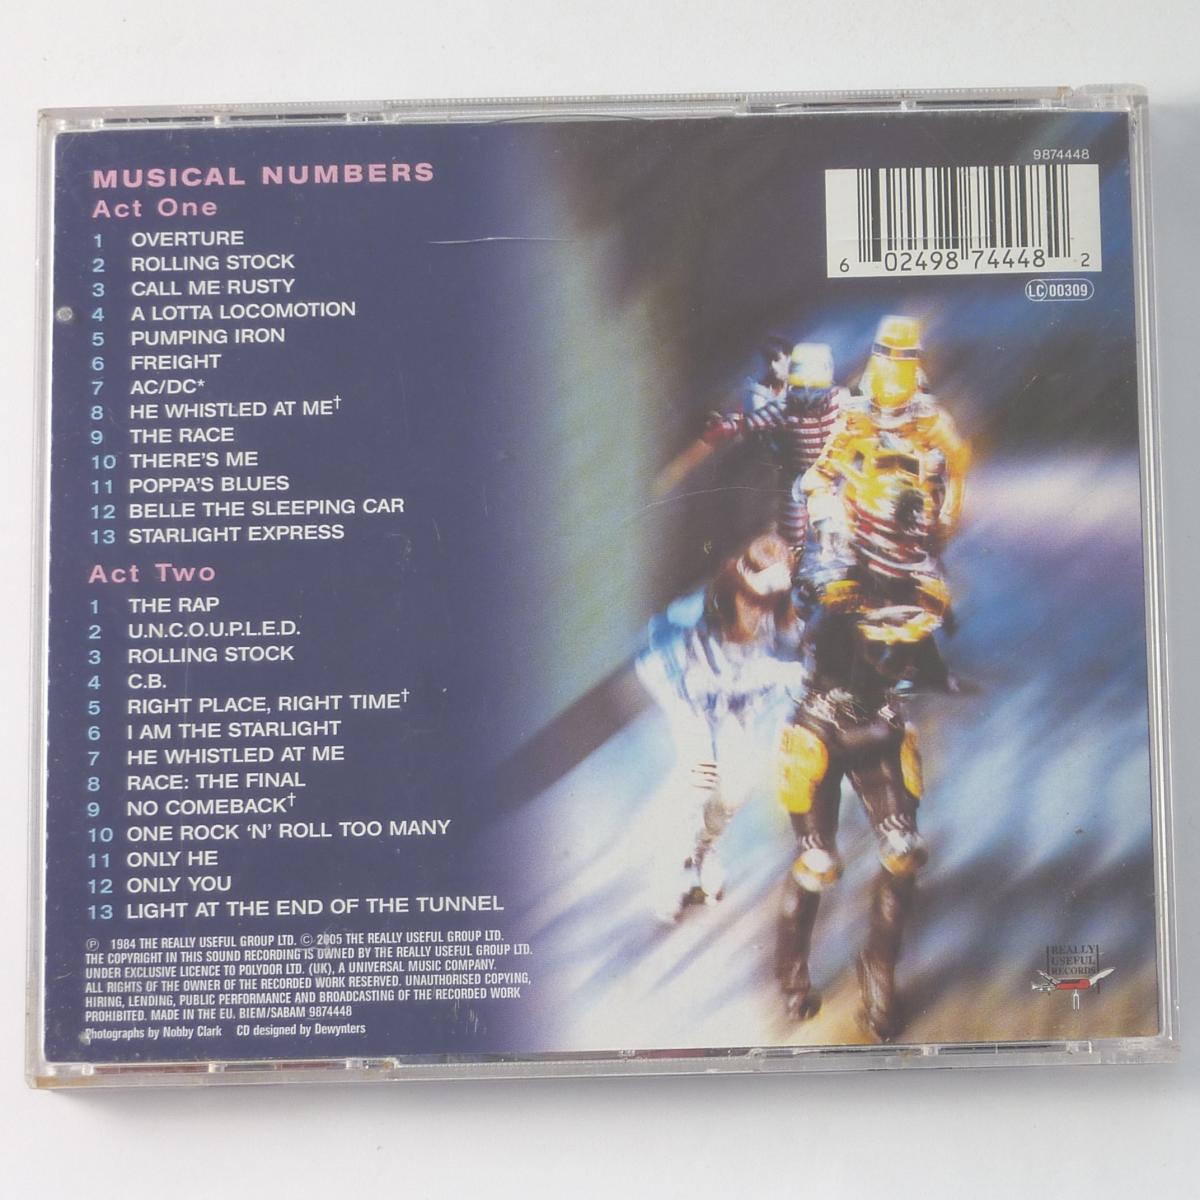 MUSICAL NUMBERS
Act One
1 OVERTURE
2 ROLLING STOCK
3 CALL ME RUSTY
4 A LOTTA LOCOMOTION
5 PUMPING IRON
6 FREIGHT
7 AC/DC*
8 HE WHISTLED AT ME†
9 THE RACE
10 THERE'S ME
11 POPPA'S BLUES
12 BELLE THE SLEEPING CAR
13 STARLIGHT EXPRESS
Act Two
1 THE RAP
2 U.N.C.O.U.P.L.E.D.
3 ROLLING STOCK
4 C.B.
5 RIGHT PLACE, RIGHT TIME†
6 I AM THE STARLIGHT
7 HE WHISTLED AT ME
8 RACE: THE FINAL
9 NO COMEBACK†
10 ONE ROCK 'N' ROLL TOO MANY
11 ONLY HE
12 ONLY YOU
13 LIGHT AT THE END OF THE TUNNEL
℗ 1984 THE REALLY USEFUL GROUP LTD. © 2005 THE REALLY USEFUL GROUP LTD.
THE COPYRIGHT IN THIS SOUND RECORDING IS OWNED BY THE REALLY USEFUL GROUP LTD.
UNDER EXCLUSIVE LICENCE TO POLYDOR LTD. (UK), A UNIVERSAL MUSIC COMPANY.
ALL RIGHTS OF THE OWNER OF THE RECORDED WORK RESERVED. UNAUTHORISED COPYING,
HIRING, LENDING, PUBLIC PERFORMANCE AND BROADCASTING OF THE RECORDED WORK
PROHIBITED. MADE IN THE EU. BIEM/SABAM 9874448
Photographs by Nobby Clark CD designed by Dewynters
9874448
6 02498 74448 2
LC 00309
REALLY
USEFUL
RECORDS